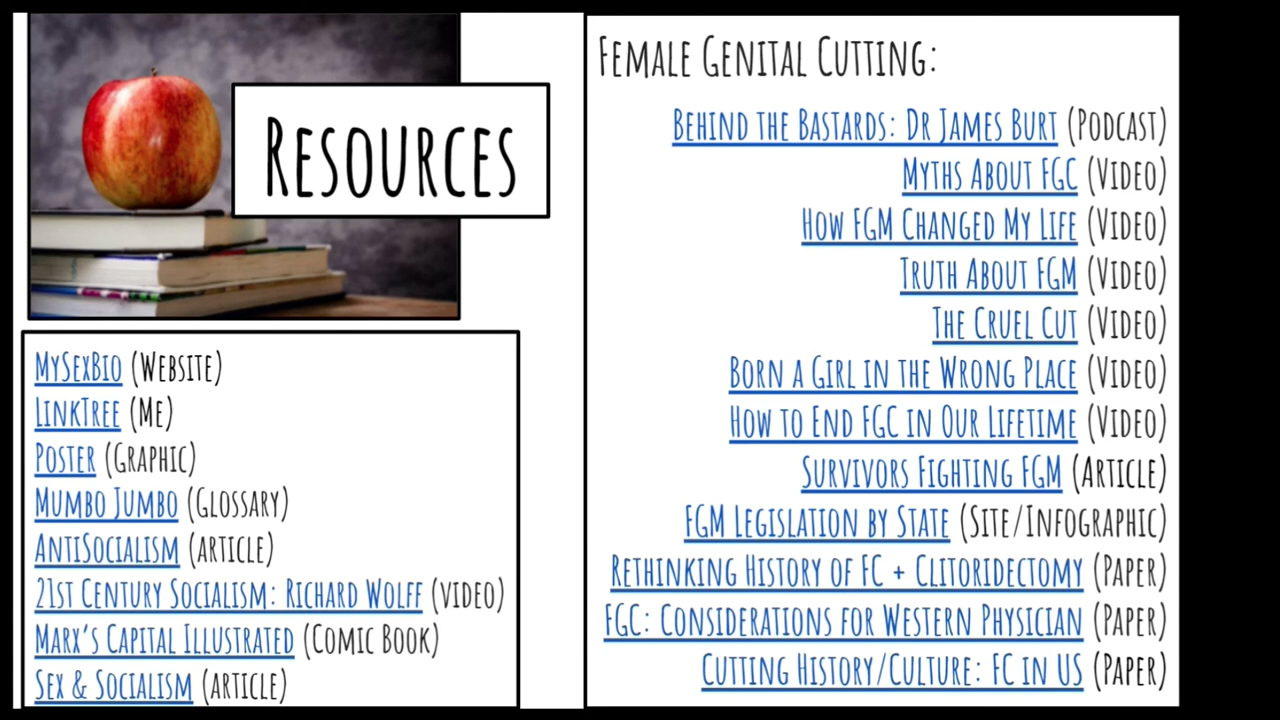 Resources
MySexBio (Website)
LinkTree (Me)
Poster (Graphic)
Mumbo Jumbo (Glossary)
AntiSocialism (article)
21st Century Socialism: Richard Wolff (video)
Marx's Capital Illustrated (Comic Book)
Sex & Socialism (article)
Female Genital Cutting:
Behind the Bastards: Dr James Burt (Podcast)
Myths About FGC (Video)
How FGM Changed My Life (Video)
Truth About FGM (Video)
The Cruel Cut (Video)
Born a Girl in the Wrong Place (Video)
How to End FGC in Our Lifetime (Video)
Survivors Fighting FGM (Article)
FGM Legislation by State (Site/Infographic)
Rethinking History of FC + Clitoridectomy (Paper)
FGC: Considerations for Western Physician (Paper)
Cutting History/Culture: FC in US (Paper)